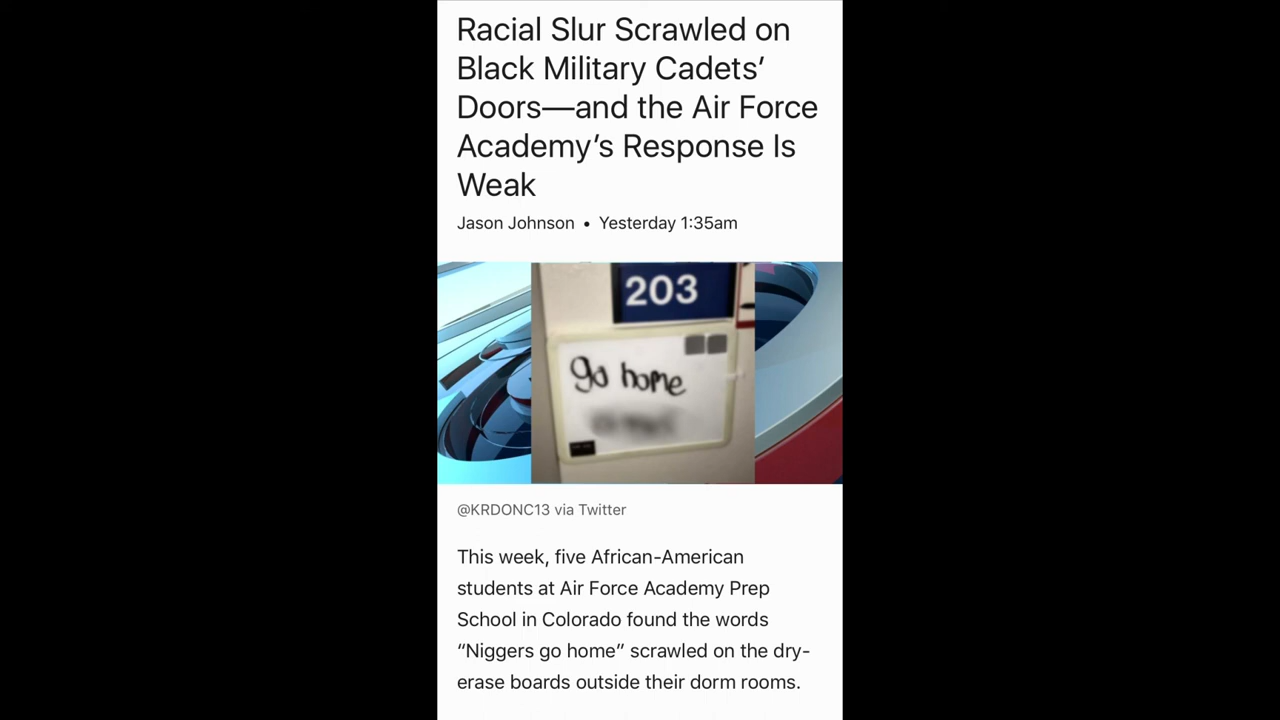 Racial Slur Scrawled on
Black Military Cadets’
Doors—and the Air Force
Academy’s Response Is
Weak
Jason Johnson • Yesterday 1:35am
203
go home
@KRDONC13 via Twitter
This week, five African-American
students at Air Force Academy Prep
School in Colorado found the words
“Niggers go home” scrawled on the dry-
erase boards outside their dorm rooms.